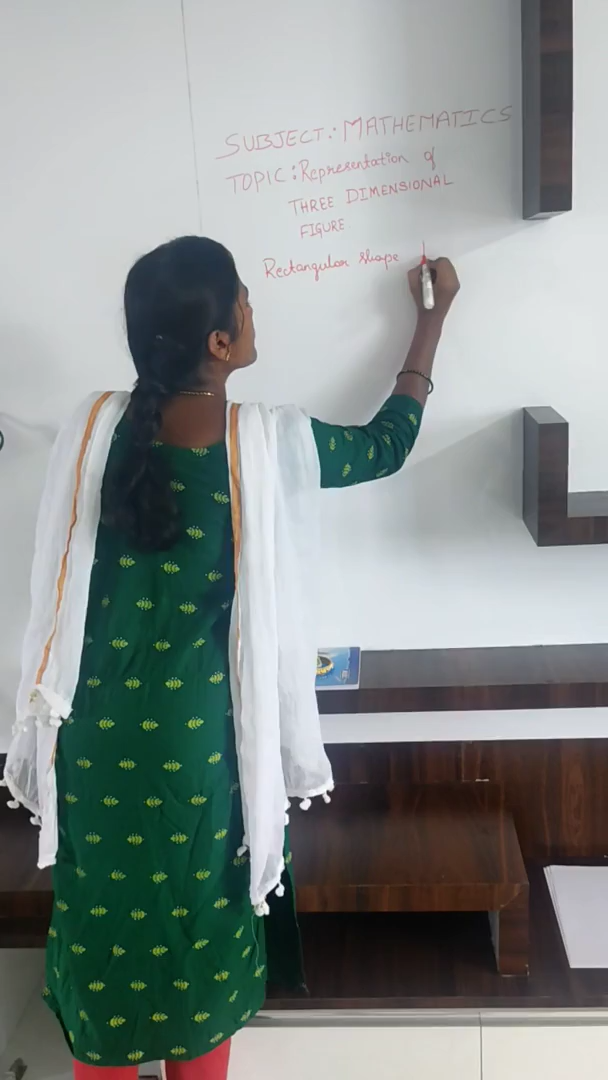 SUBJECT: MATHEMATICS
TOPIC: Representation of
THREE DIMENSIONAL
FIGURE
Rectangular shape